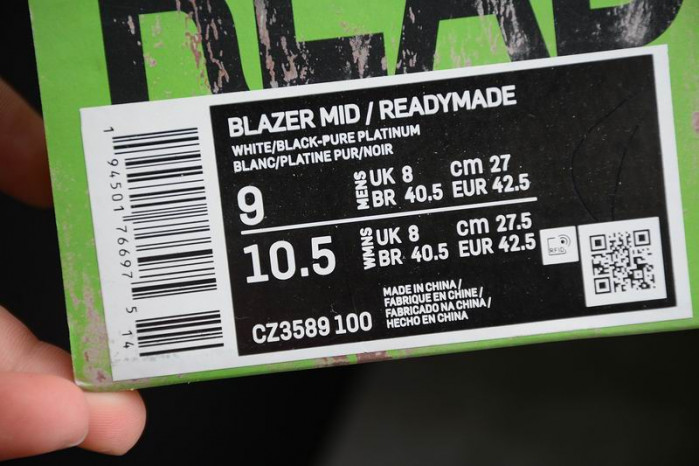 READ
BLAZER MID / READYMADE
WHITE/BLACK-PURE PLATINUM
BLANC/PLATINE PUR/NOIR
9 MENS UK 8 cm 27
BR 40.5 EUR 42.5
10.5 WMNS UK 8 cm 27.5
BR 40.5 EUR 42.5
RFID
CZ3589 100
MADE IN CHINA /
FABRIQUE EN CHINE /
FABRICADO NA CHINA /
HECHO EN CHINA
1 94501 76697 5 14